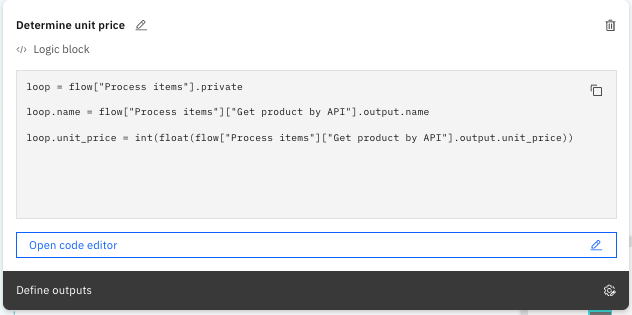 Determine unit price
</> Logic block
loop = flow["Process items"].private
loop.name = flow["Process items"]["Get product by API"].output.name
loop.unit_price = int(float(flow["Process items"]["Get product by API"].output.unit_price))
Open code editor
Define outputs